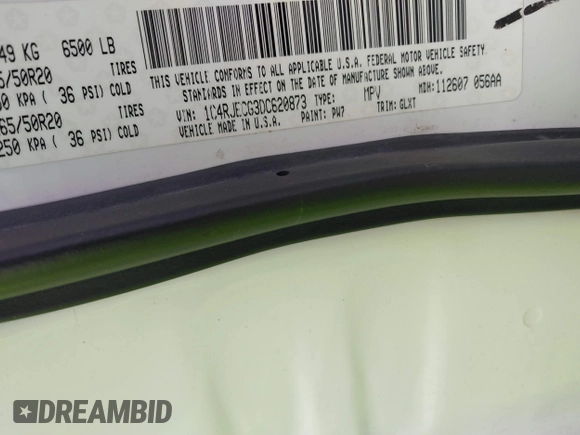 49 KG 6500 LB
5/50R20 TIRES
0 KPA ( 36 PSI) COLD
65/50R20 TIRES
250 KPA ( 36 PSI) COLD
THIS VEHICLE CONFORMS TO ALL APPLICABLE U.S.A. FEDERAL MOTOR VEHICLE SAFETY
STANDARDS IN EFFECT ON THE DATE OF MANUFACTURE SHOWN ABOVE.
VIN: 1C4RJECG3DC620873 TYPE: MPV MDH: 112607 056AA
VEHICLE MADE IN U.S.A. PAINT: PW7 TRIM: GLXT
DREAMBID